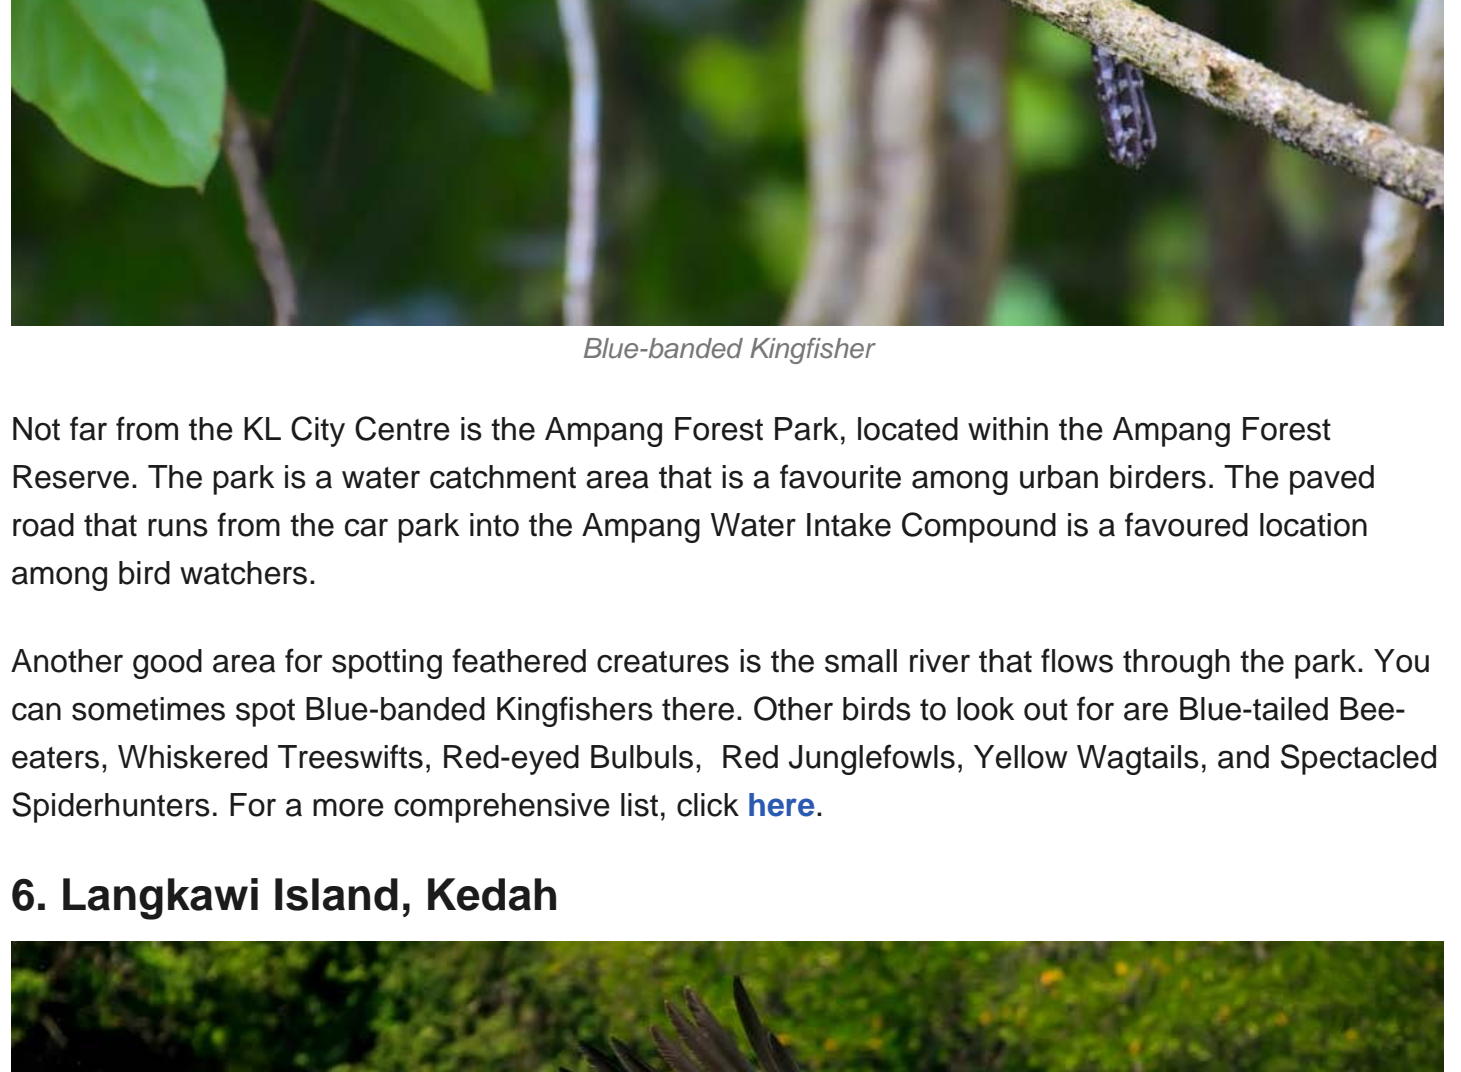 Blue-banded Kingfisher
Not far from the KL City Centre is the Ampang Forest Park, located within the Ampang Forest
Reserve. The park is a water catchment area that is a favourite among urban birders. The paved
road that runs from the car park into the Ampang Water Intake Compound is a favoured location
among bird watchers.
Another good area for spotting feathered creatures is the small river that flows through the park. You
can sometimes spot Blue-banded Kingfishers there. Other birds to look out for are Blue-tailed Bee-
eaters, Whiskered Treeswifts, Red-eyed Bulbuls,  Red Junglefowls, Yellow Wagtails, and Spectacled
Spiderhunters. For a more comprehensive list, click here.
6. Langkawi Island, Kedah